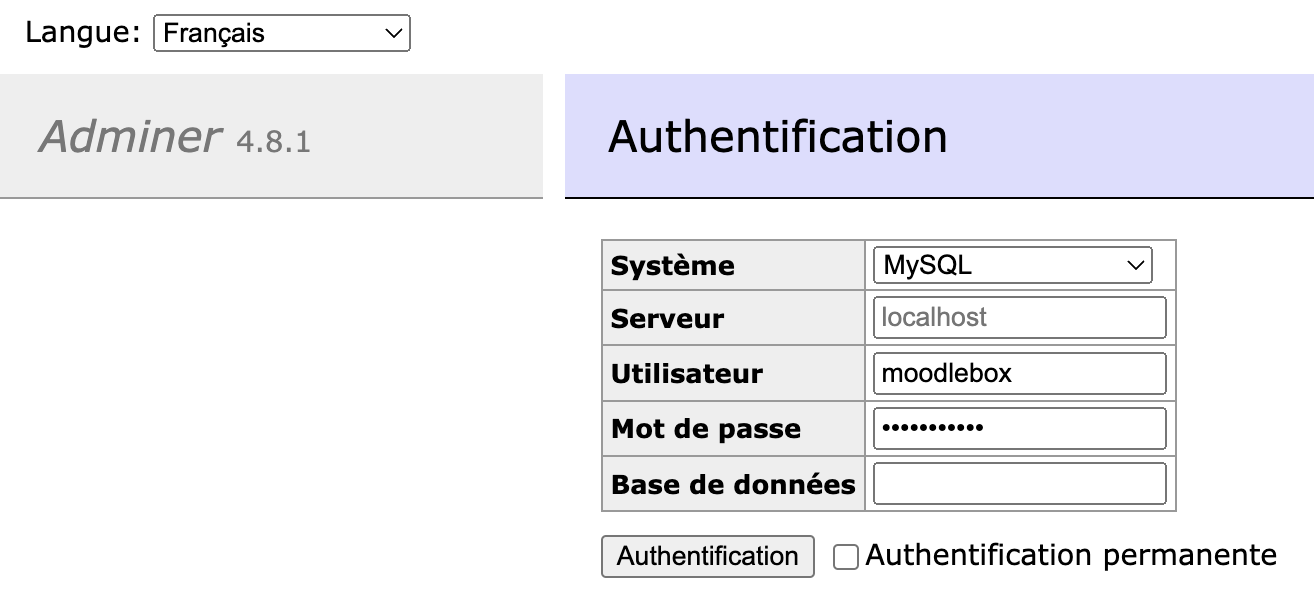 Langue: Français
Adminer 4.8.1
Authentification
Système MySQL
Serveur localhost
Utilisateur moodlebox
Mot de passe •••••••••••
Base de données
Authentification Authentification permanente